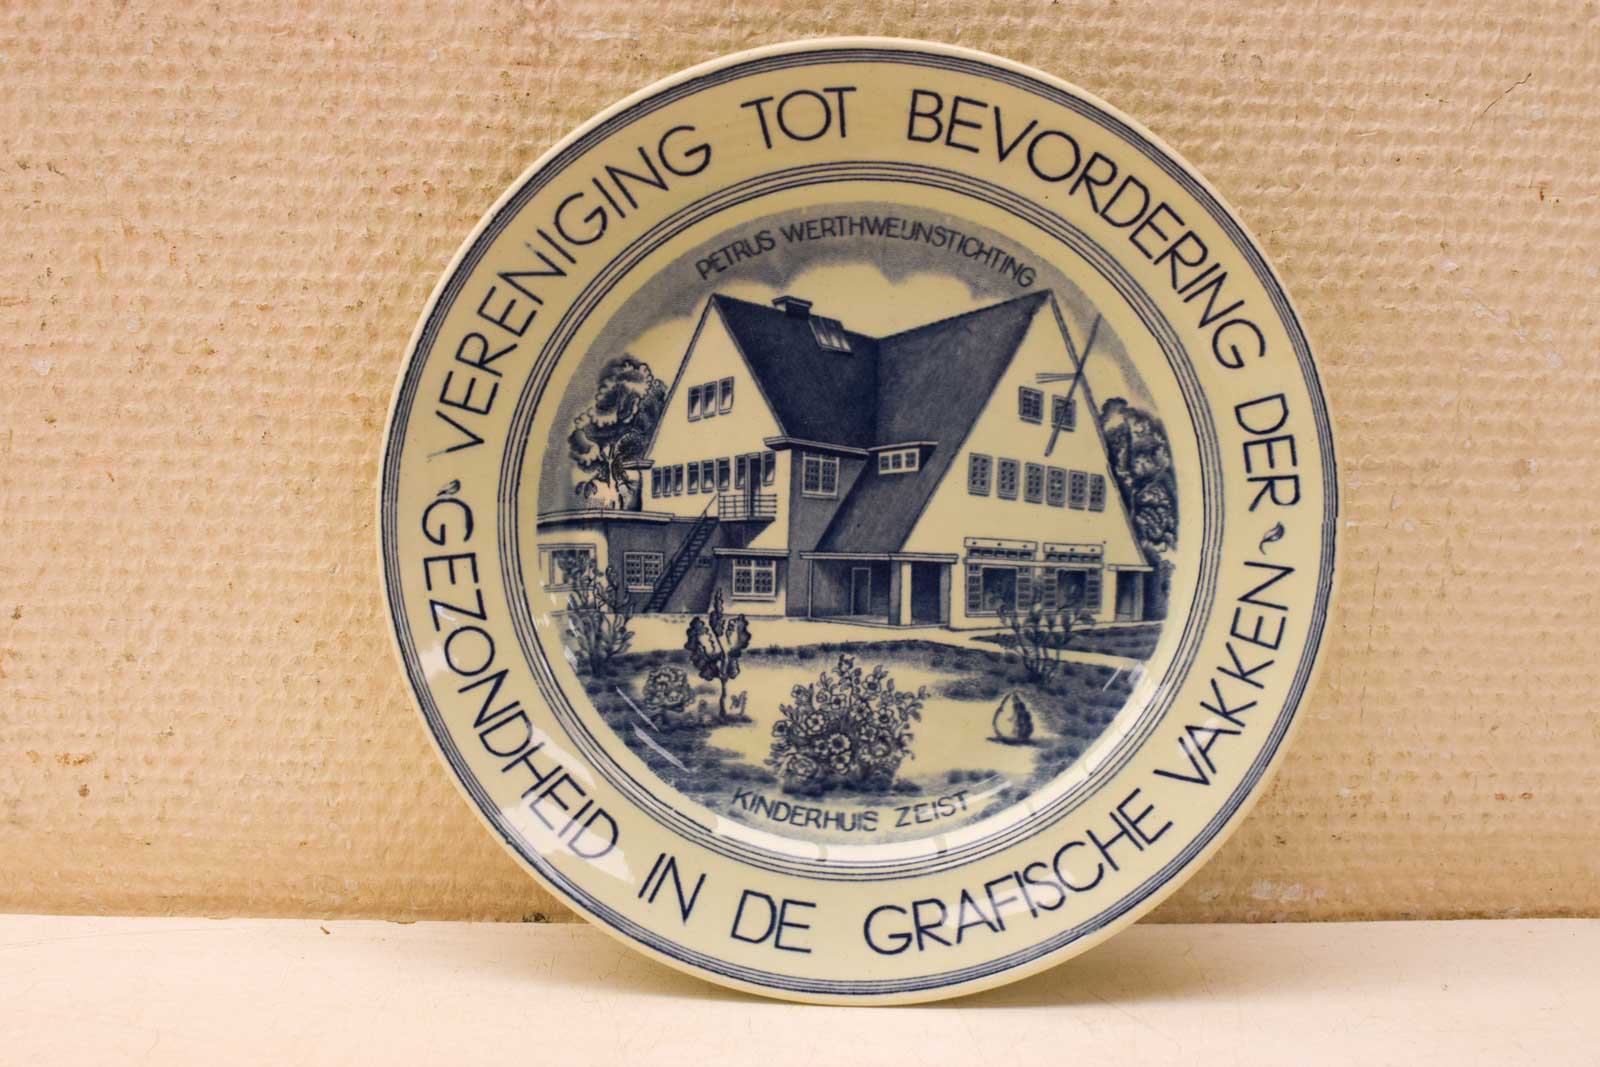 VERENIGING TOT BEVORDERING DER
GEZONDHEID IN DE GRAFISCHE VAKKEN
PETRUS WERTHWEIJNSTICHTING
KINDERHUIS ZEIST